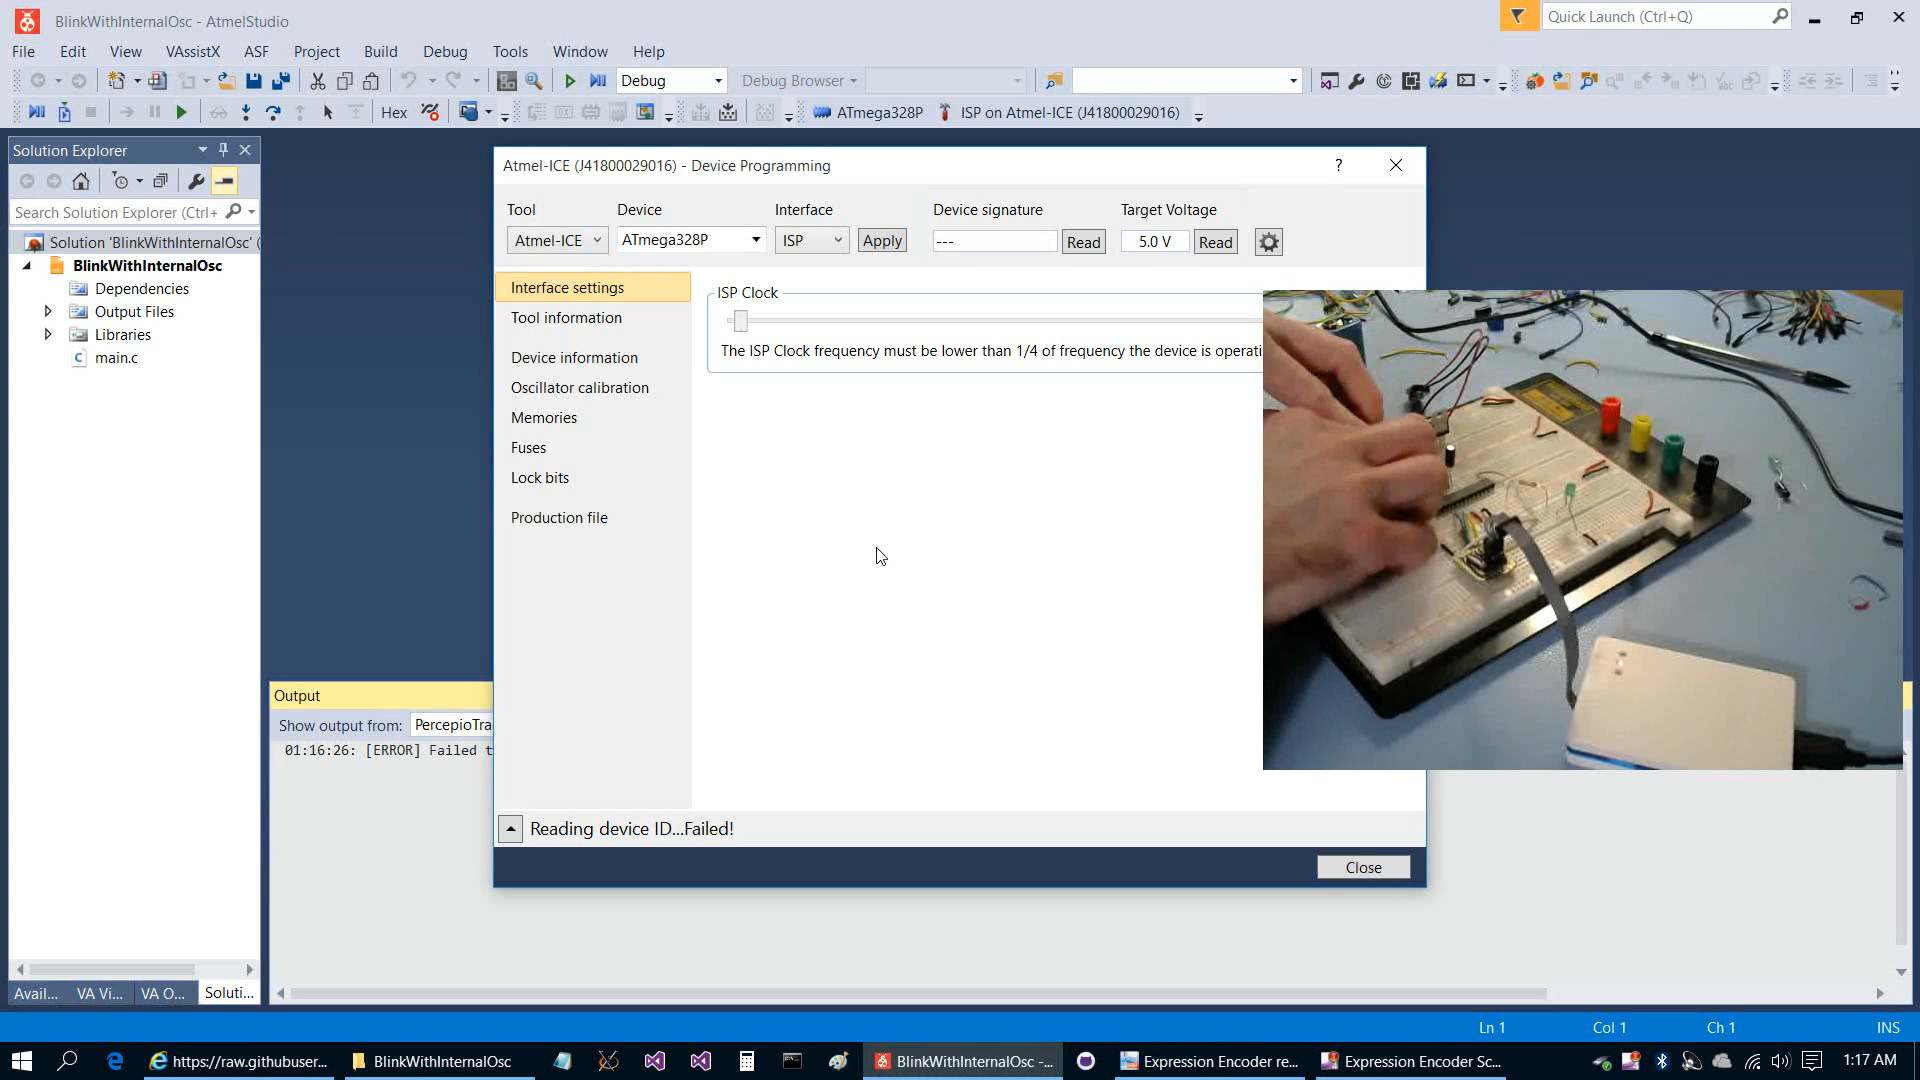 BlinkWithInternalOsc - AtmelStudio
Quick Launch (Ctrl+Q)
File Edit View VAssistX ASF Project Build Debug Tools Window Help
Debug Debug Browser
Hex ATmega328P ISP on Atmel-ICE (J41800029016)
Solution Explorer
Search Solution Explorer (Ctrl+
Solution 'BlinkWithInternalOsc' (
BlinkWithInternalOsc
Dependencies
Output Files
Libraries
main.c
Avail... VA Vi... VA O... Soluti...
Atmel-ICE (J41800029016) - Device Programming
Tool Device Interface Device signature Target Voltage
Atmel-ICE ATmega328P ISP Apply --- Read 5.0 V Read
Interface settings
Tool information
Device information
Oscillator calibration
Memories
Fuses
Lock bits
Production file
ISP Clock
The ISP Clock frequency must be lower than 1/4 of frequency the device is operati
Reading device ID...Failed!
Close
Output
Show output from: PercepioTra
01:16:26: [ERROR] Failed t
Ln 1 Col 1 Ch 1 INS
https://raw.githubuser... BlinkWithInternalOsc BlinkWithInternalOsc -... Expression Encoder re... Expression Encoder Sc... 1:17 AM